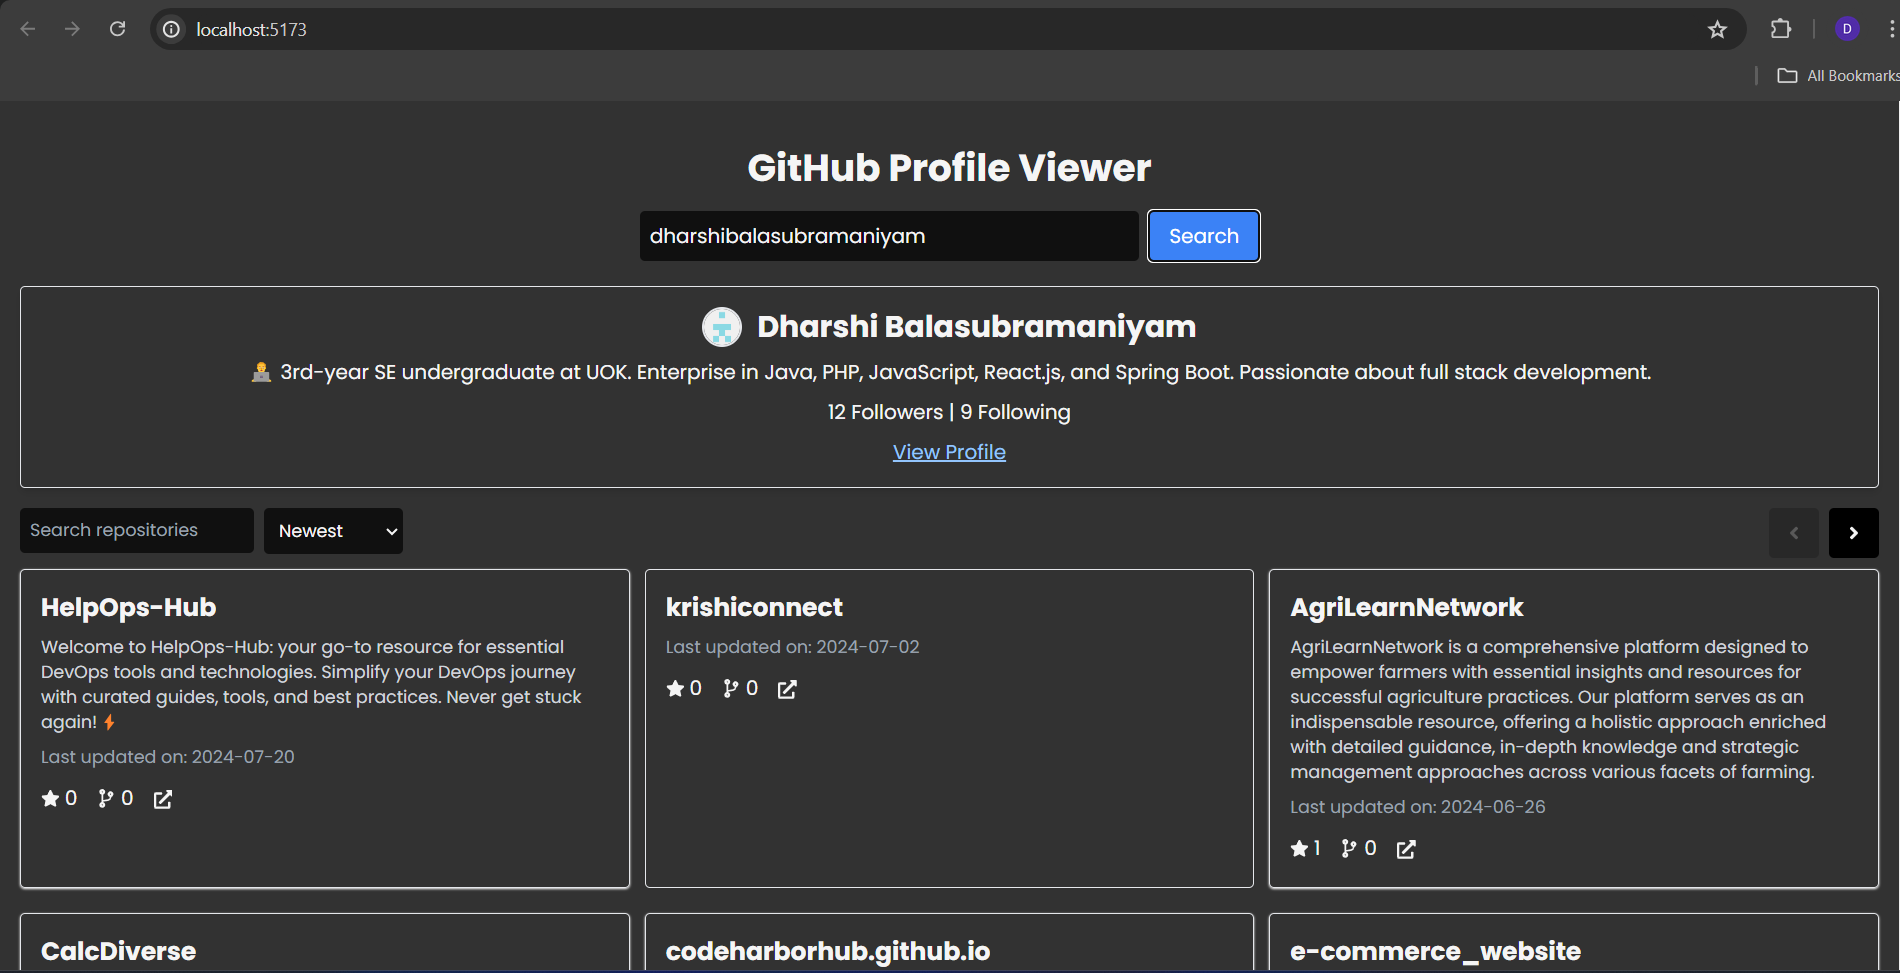 localhost:5173
D
All Bookmarks
GitHub Profile Viewer
dharshibalasubramaniyam
Search
Dharshi Balasubramaniyam
🧑‍💻 3rd-year SE undergraduate at UOK. Enterprise in Java, PHP, JavaScript, React.js, and Spring Boot. Passionate about full stack development.
12 Followers | 9 Following
View Profile
Search repositories
Newest
HelpOps-Hub
Welcome to HelpOps-Hub: your go-to resource for essential
DevOps tools and technologies. Simplify your DevOps journey
with curated guides, tools, and best practices. Never get stuck
again! ⚡
Last updated on: 2024-07-20
0 0
krishiconnect
Last updated on: 2024-07-02
0 0
AgriLearnNetwork
AgriLearnNetwork is a comprehensive platform designed to
empower farmers with essential insights and resources for
successful agriculture practices. Our platform serves as an
indispensable resource, offering a holistic approach enriched
with detailed guidance, in-depth knowledge and strategic
management approaches across various facets of farming.
Last updated on: 2024-06-26
1 0
CalcDiverse
codeharborhub.github.io
e-commerce_website